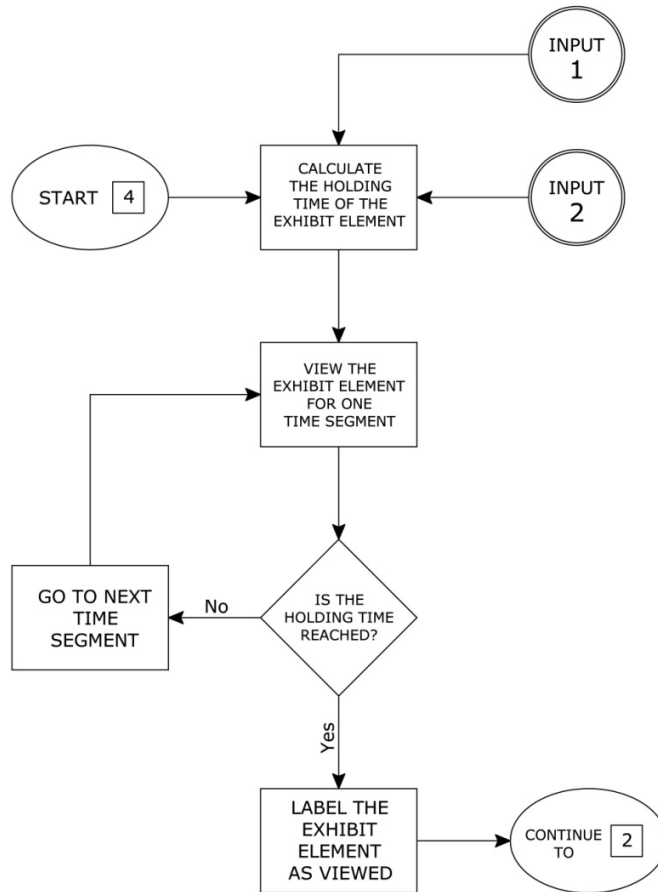 INPUT
1
START 4
CALCULATE
THE HOLDING
TIME OF THE
EXHIBIT ELEMENT
INPUT
2
VIEW THE
EXHIBIT ELEMENT
FOR ONE
TIME SEGMENT
GO TO NEXT
TIME
SEGMENT
No
IS THE
HOLDING TIME
REACHED?
Yes
LABEL THE
EXHIBIT
ELEMENT
AS VIEWED
CONTINUE
TO 2